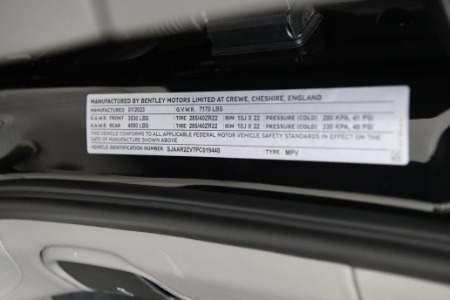 MANUFACTURED BY BENTLEY MOTORS LIMITED AT CREWE, CHESHIRE, ENGLAND
MANUFACTURED 01/2023 G.V.W.R. 7170 LBS
G.A.W.R. FRONT 3530 LBS TIRE 285/40ZR22 RIM 10J X 22 PRESSURE (COLD) 280 KPA, 41 PSI
G.A.W.R. REAR 4090 LBS TIRE 285/40ZR22 RIM 10J X 22 PRESSURE (COLD) 330 KPA, 48 PSI
THIS VEHICLE CONFORMS TO ALL APPLICABLE FEDERAL MOTOR VEHICLE SAFETY STANDARDS IN EFFECT ON THE
DATE OF MANUFACTURE SHOWN ABOVE
VEHICLE IDENTIFICATION NUMBER SJAAR2ZV7PC019446 TYPE MPV